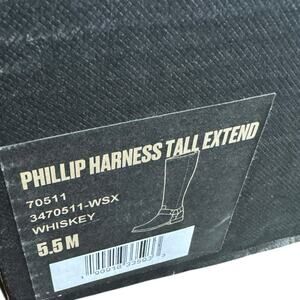 PHILLIP HARNESS TALL EXTEND
70511
3470511-WSX
WHISKEY
5.5 M